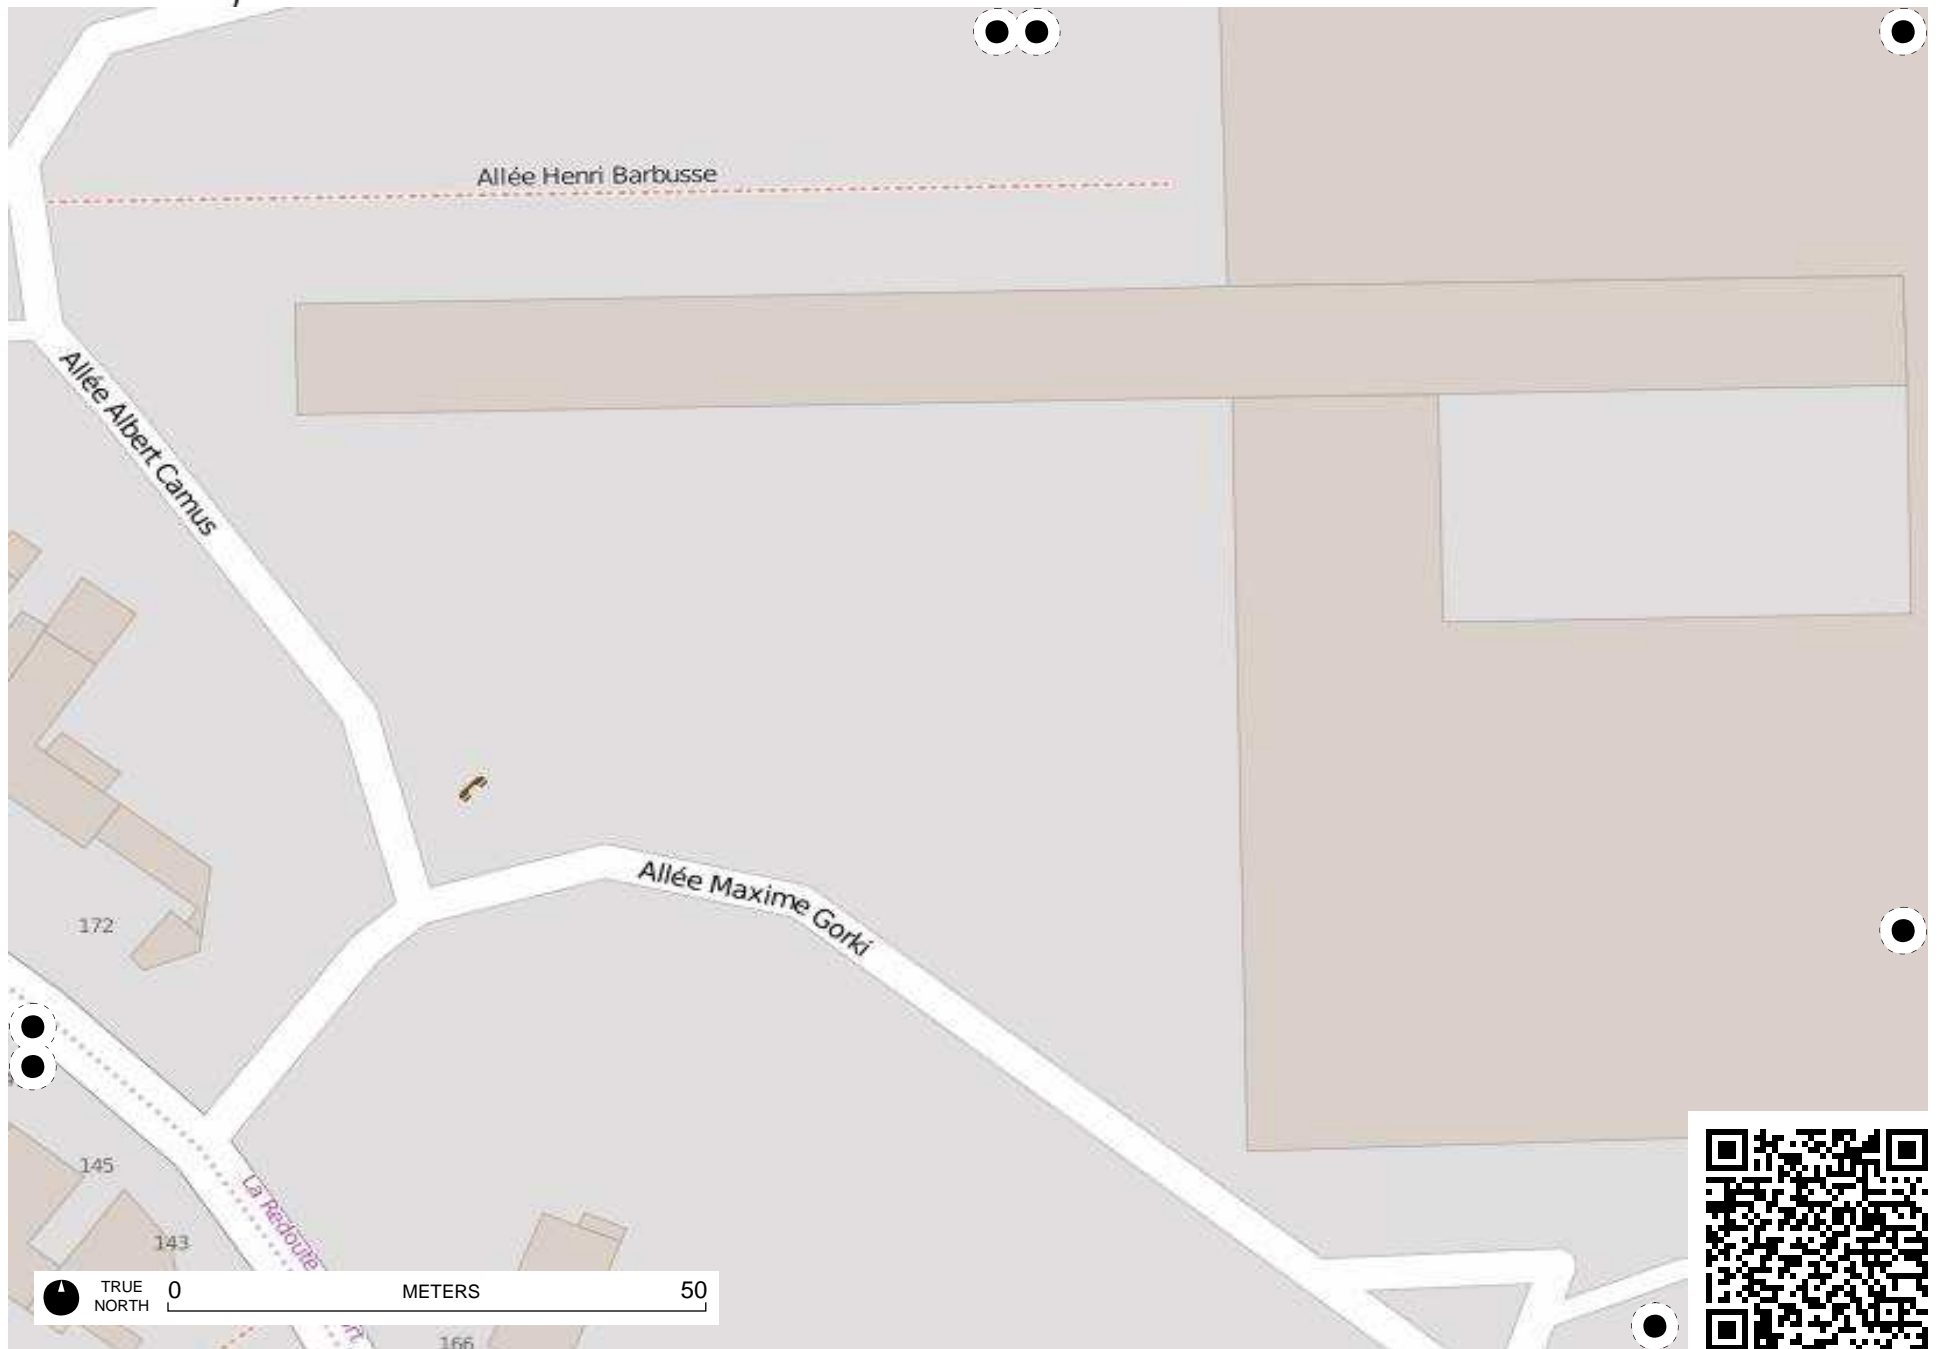 Allée Henri Barbusse
Allée Albert Camus
Allée Maxime Gorki
172
145
La Redoute
143
TRUE
NORTH
0
METERS
50
166